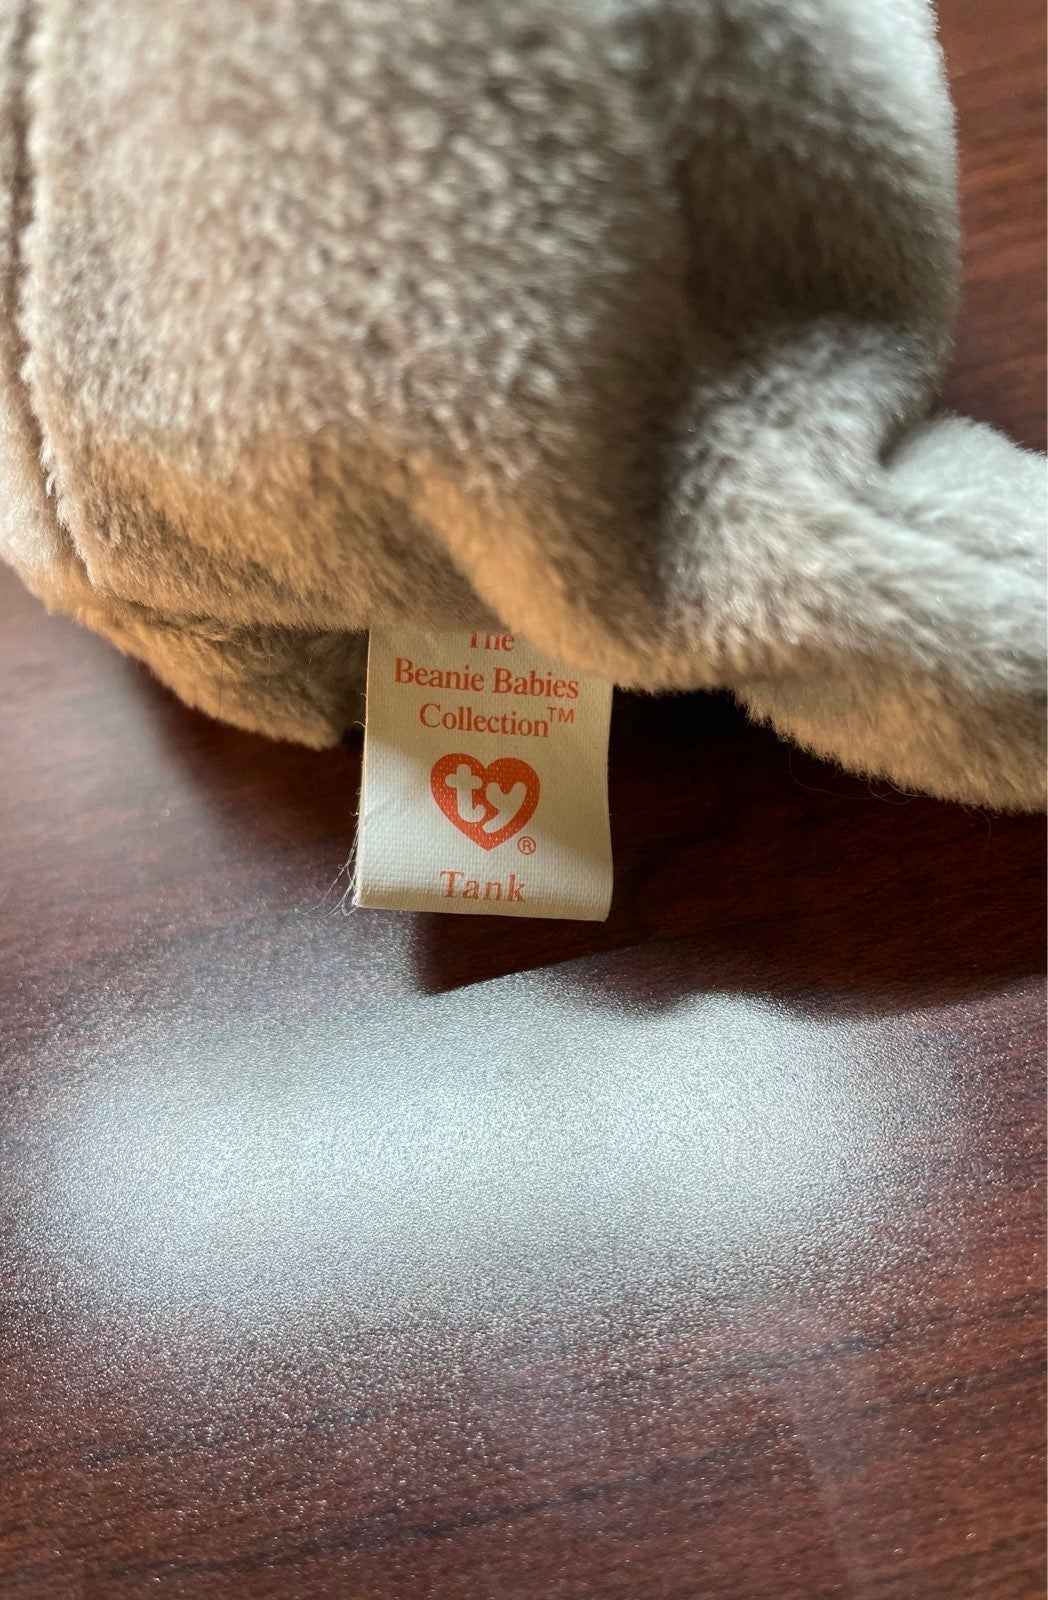 The
Beanie Babies
Collection™
ty®
Tank